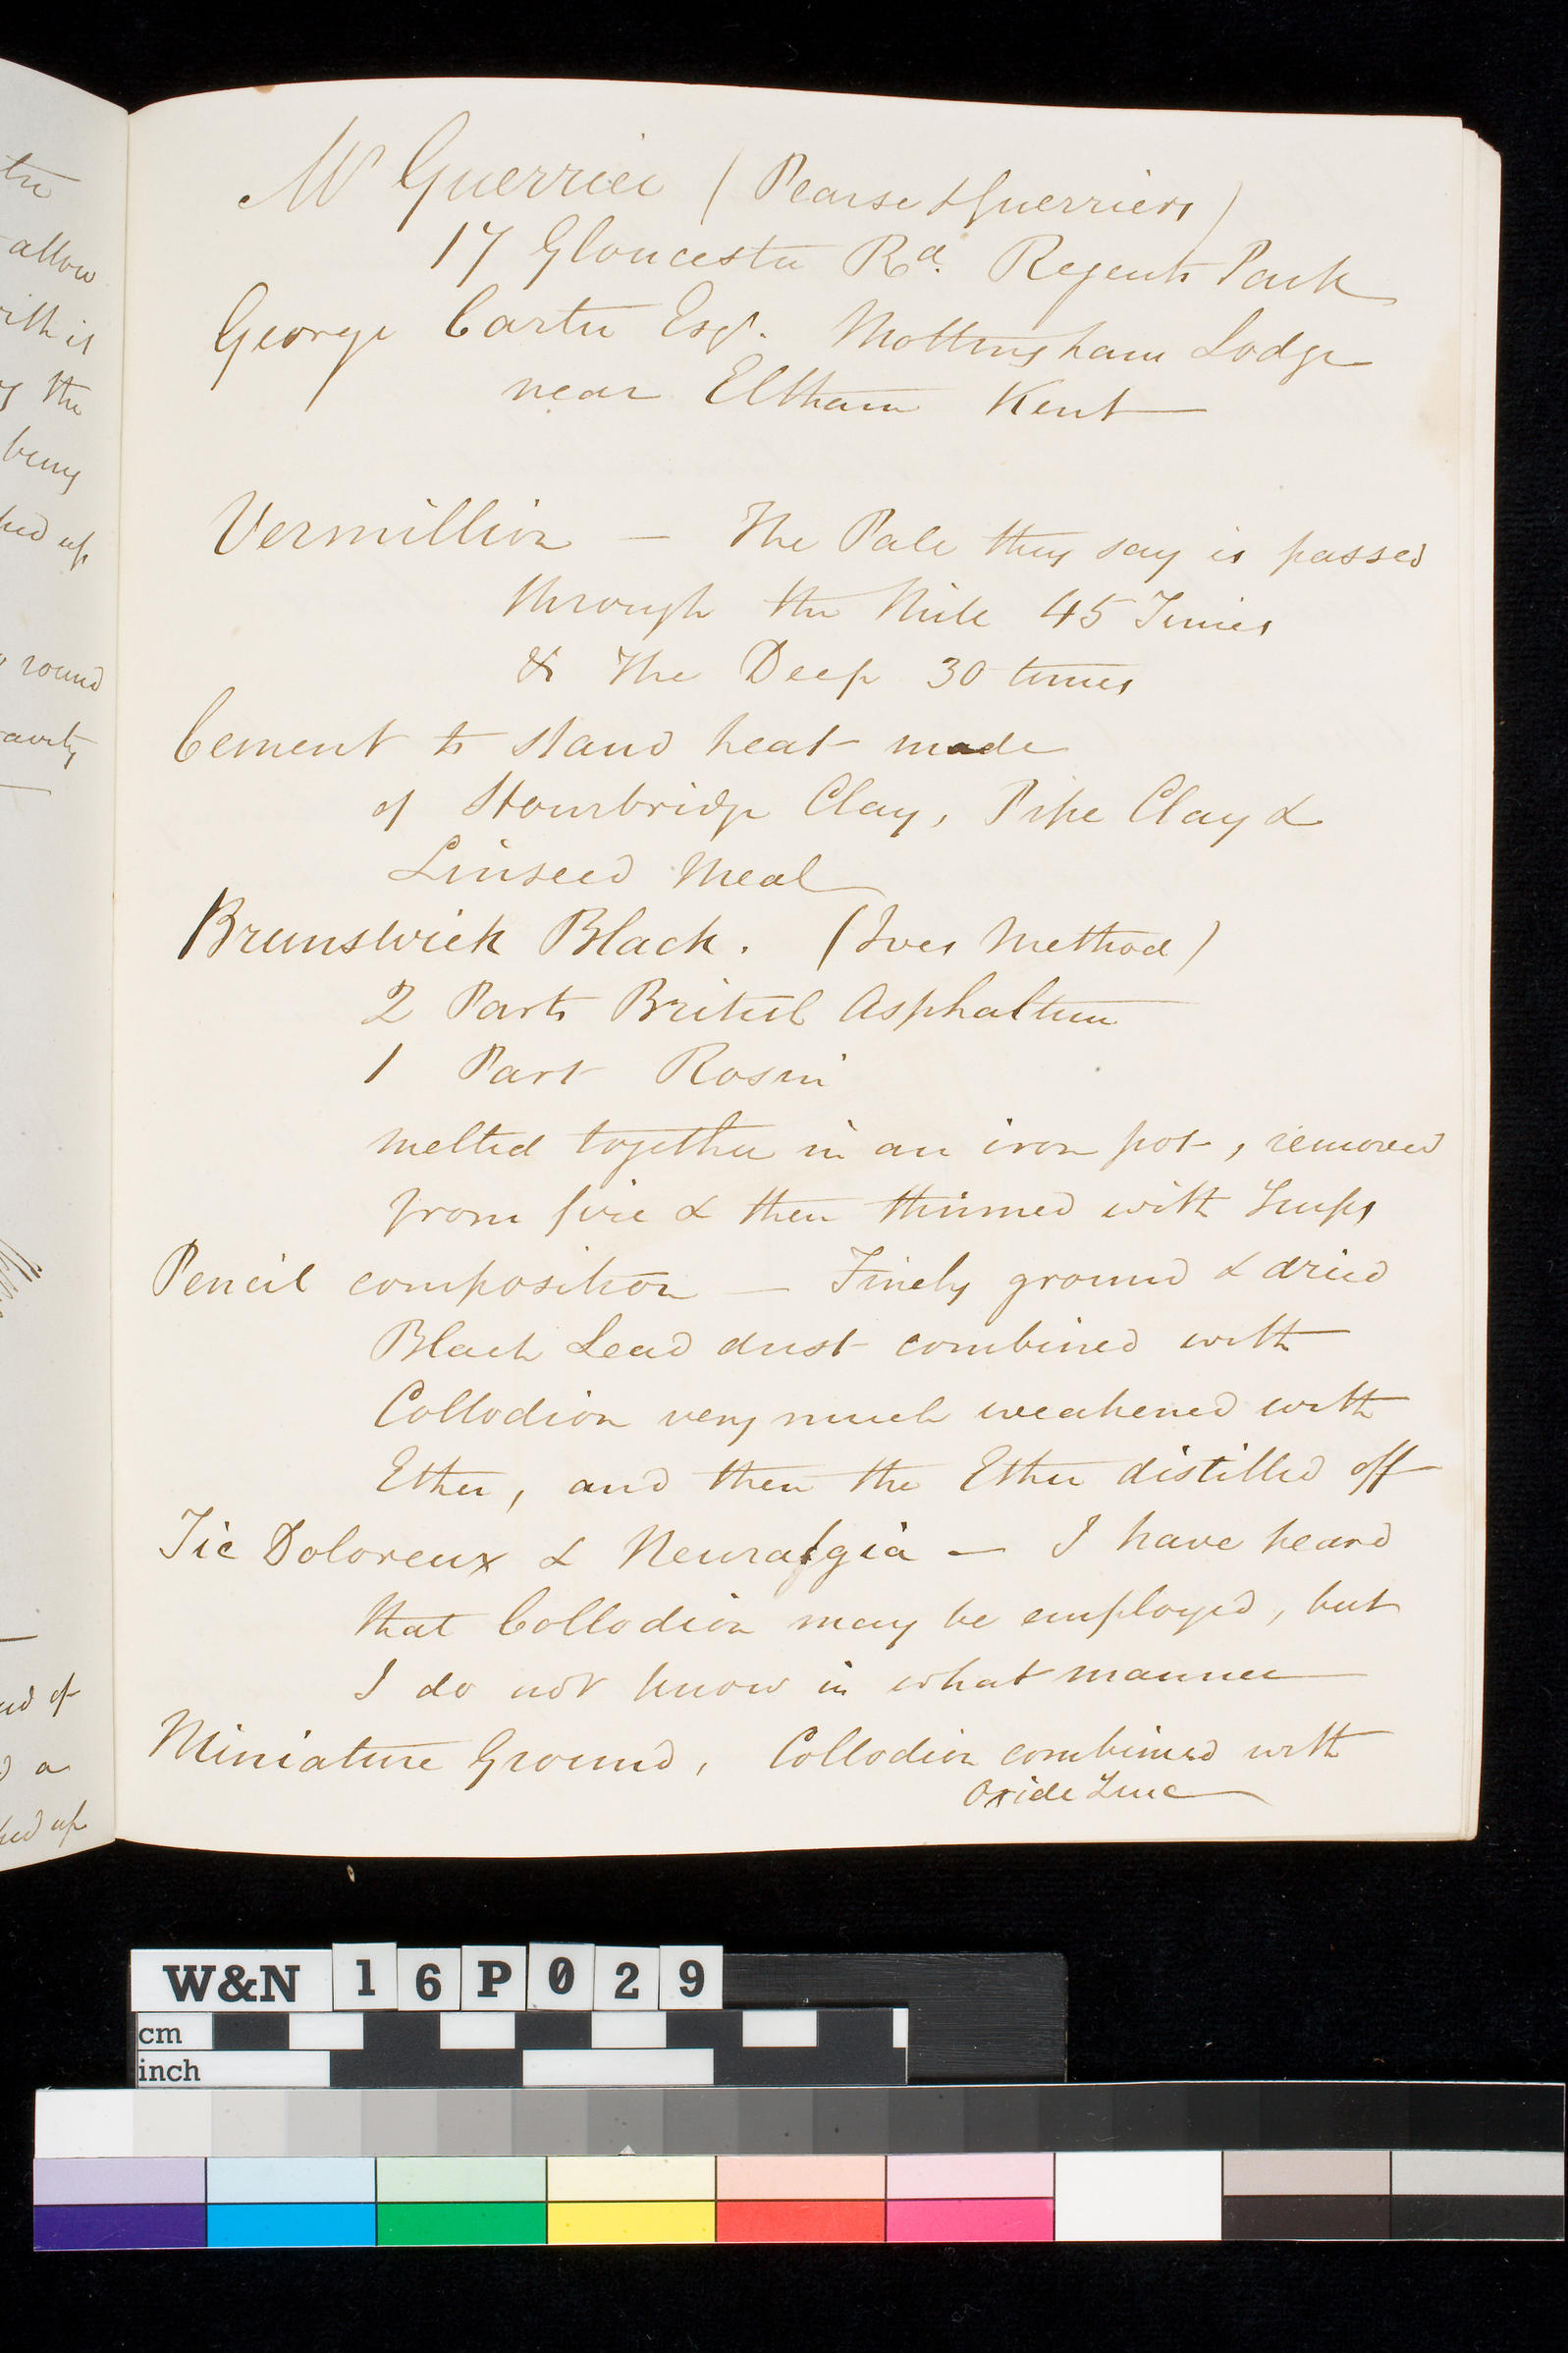 tre
allow
with it
the
being
hed up
round
avity
nd of
a
hed up
Mr Guerrier (Pearse & Guerriers)
17 Gloucester Rd. Regents Park
George Carter Esqr. Mottingham Lodge
near Eltham Kent
Vermillion — The Pale they say is passed
through the Mill 45 Times
& The Deep 30 times
Cement to stand heat made
of Stourbridge Clay, Pipe Clay &
Linseed Meal
Brunswick Black. (Ives Method)
2 Parts British Asphaltum
1 Part Rosin
melted together in an iron pot, removed
from fire & then thinned with Turps
Pencil composition — Finely ground & dried
Black Lead dust combined with
Collodion very much weakened with
Ether, and then the Ether distilled off
Tic Doloreux & Neuralgia — I have heard
that Collodion may be employed, but
I do not know in what manner
Miniature Ground, Collodion combined with
Oxide Zinc
W&N 16P029
cm
inch